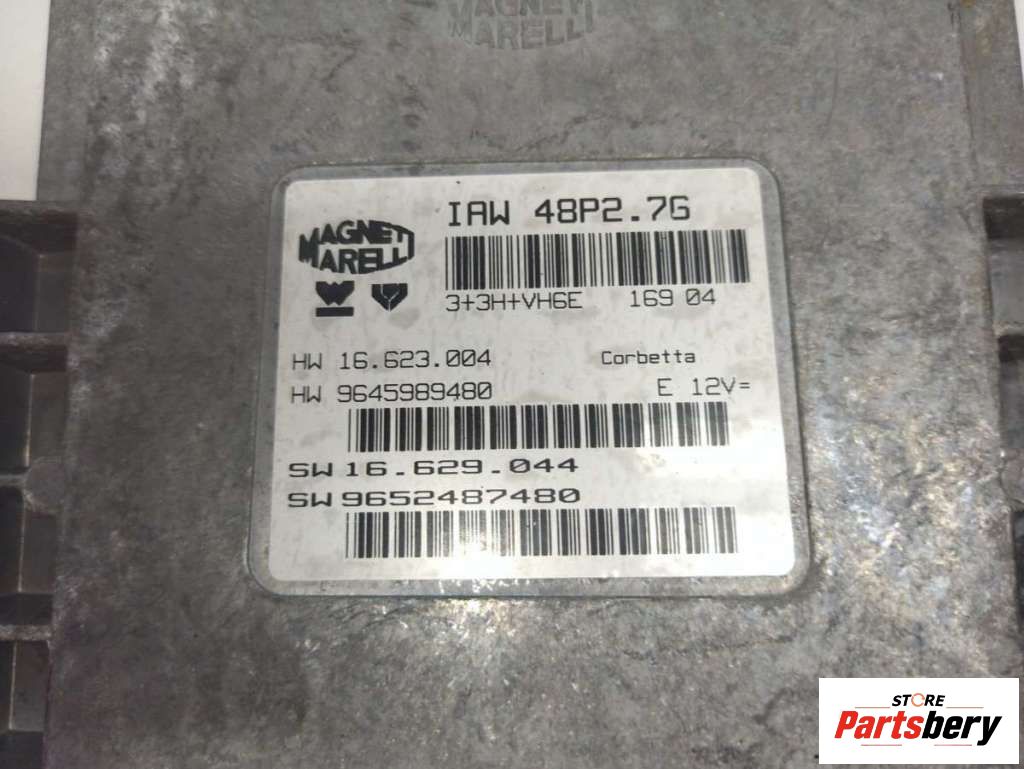 MAGNETI
MARELLI
IAW 48P2.7G
MAGNETI
MARELLI
3+3H+VH6E 169 04
HW 16.623.004 Corbetta
HW 9645989480 E 12V=
SW 16.629.044
SW 9652487480
STORE
Partsbery